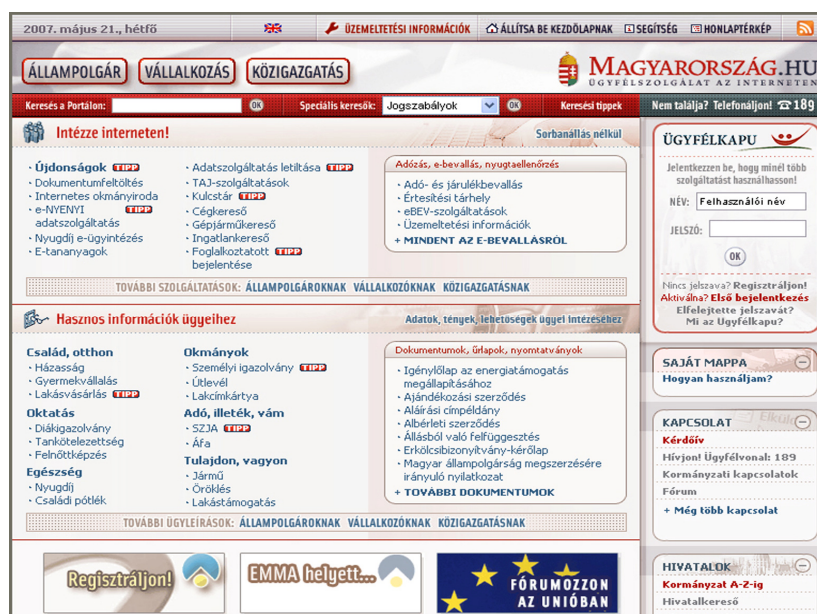 2007. május 21., hétfő
ÜZEMELTETÉSI INFORMÁCIÓK
ÁLLÍTSA BE KEZDŐLAPNAK
SEGÍTSÉG
HONLAPTÉRKÉP
ÁLLAMPOLGÁR
VÁLLALKOZÁS
KÖZIGAZGATÁS
MAGYARORSZÁG.HU
ÜGYFÉLSZOLGÁLAT AZ INTERNETEN
Keresés a Portálon:
OK
Speciális keresők:
Jogszabályok
OK
Keresési tippek
Nem találja? Telefonáljon! 189
Intézze interneten!
Sorbanállás nélkül
· Újdonságok TIPP
· Dokumentumfeltöltés
· Internetes okmányiroda
· e-NYENYI TIPP
adatszolgáltatás
· Nyugdíj e-ügyintézés
· E-tananyagok
· Adatszolgáltatás letiltása TIPP
· TAJ-szolgáltatások
· Kulcstár TIPP
· Cégkereső
· Gépjárműkereső
· Ingatlankereső
· Foglalkoztatott TIPP
bejelentése
Adózás, e-bevallás, nyugtaellenőrzés
· Adó- és járulékbevallás
· Értesítési tárhely
· eBEV-szolgáltatások
· Üzemeltetési információk
+ MINDENT AZ E-BEVALLÁSRÓL
TOVÁBBI SZOLGÁLTATÁSOK: ÁLLAMPOLGÁROKNAK VÁLLALKOZÓKNAK KÖZIGAZGATÁSNAK
Hasznos információk ügyeihez
Adatok, tények, lehetőségek ügyei intézéséhez
Család, otthon
· Házasság
· Gyermekvállalás
· Lakásvásárlás TIPP
Oktatás
· Diákigazolvány
· Tankötelezettség
· Felnőttképzés
Egészség
· Nyugdíj
· Családi pótlék
Okmányok
· Személyi igazolvány TIPP
· Útlevél
· Lakcímkártya
Adó, illeték, vám
· SZJA TIPP
· Áfa
Tulajdon, vagyon
· Jármű
· Öröklés
· Lakástámogatás
Dokumentumok, űrlapok, nyomtatványok
· Igénylőlap az energiatámogatás
megállapításához
· Ajándékozási szerződés
· Aláírási címpéldány
· Albérleti szerződés
· Állásból való felfüggesztés
· Erkölcsibizonyítvány-kérőlap
· Magyar állampolgárság megszerzésére
irányuló nyilatkozat
+ TOVÁBBI DOKUMENTUMOK
TOVÁBBI ÜGYLEÍRÁSOK: ÁLLAMPOLGÁROKNAK VÁLLALKOZÓKNAK KÖZIGAZGATÁSNAK
Regisztráljon!
EMMA helyett...
FÓRUMOZZON
AZ UNIÓBAN
ÜGYFÉLKAPU
Jelentkezzen be, hogy minél több
szolgáltatást használhasson!
NÉV: Felhasználói név
JELSZÓ:
OK
Nincs jelszava? Regisztráljon!
Aktiválna? Első bejelentkezés
Elfelejtette jelszavát?
Mi az Ügyfélkapu?
SAJÁT MAPPA
Hogyan használjam?
KAPCSOLAT
Kérdőív
Hívjon! Ügyfélvonal: 189
Kormányzati kapcsolatok
Fórum
+ Még több kapcsolat
HIVATALOK
Kormányzat A-Z-ig
Hivatalkereső